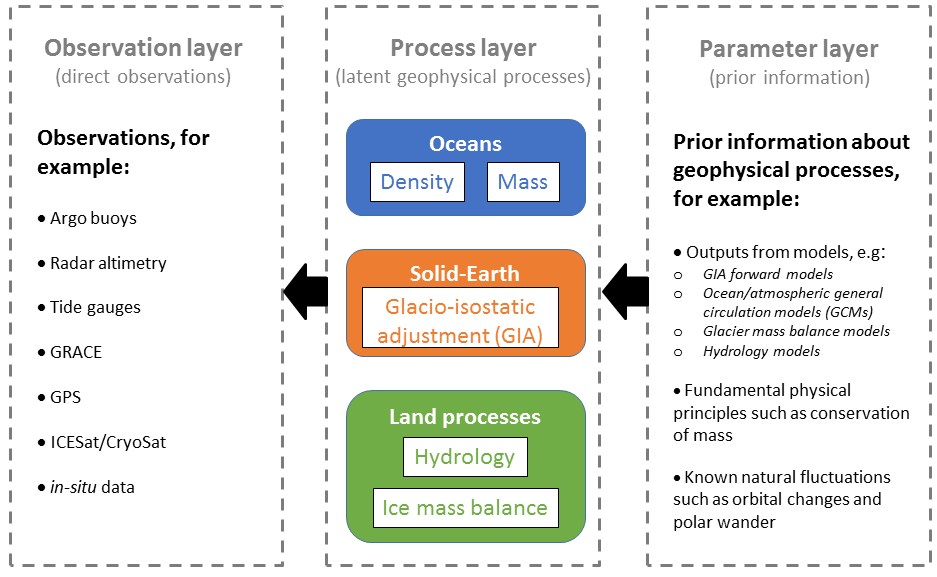 Observation layer
(direct observations)
Observations, for
example:
• Argo buoys
• Radar altimetry
• Tide gauges
• GRACE
• GPS
• ICESat/CryoSat
• in-situ data
Process layer
(latent geophysical processes)
Oceans
Density
Mass
Solid-Earth
Glacio-isostatic
adjustment (GIA)
Land processes
Hydrology
Ice mass balance
Parameter layer
(prior information)
Prior information about
geophysical processes,
for example:
• Outputs from models, e.g:
o GIA forward models
o Ocean/atmospheric general
circulation models (GCMs)
o Glacier mass balance models
o Hydrology models
• Fundamental physical
principles such as conservation
of mass
• Known natural fluctuations
such as orbital changes and
polar wander